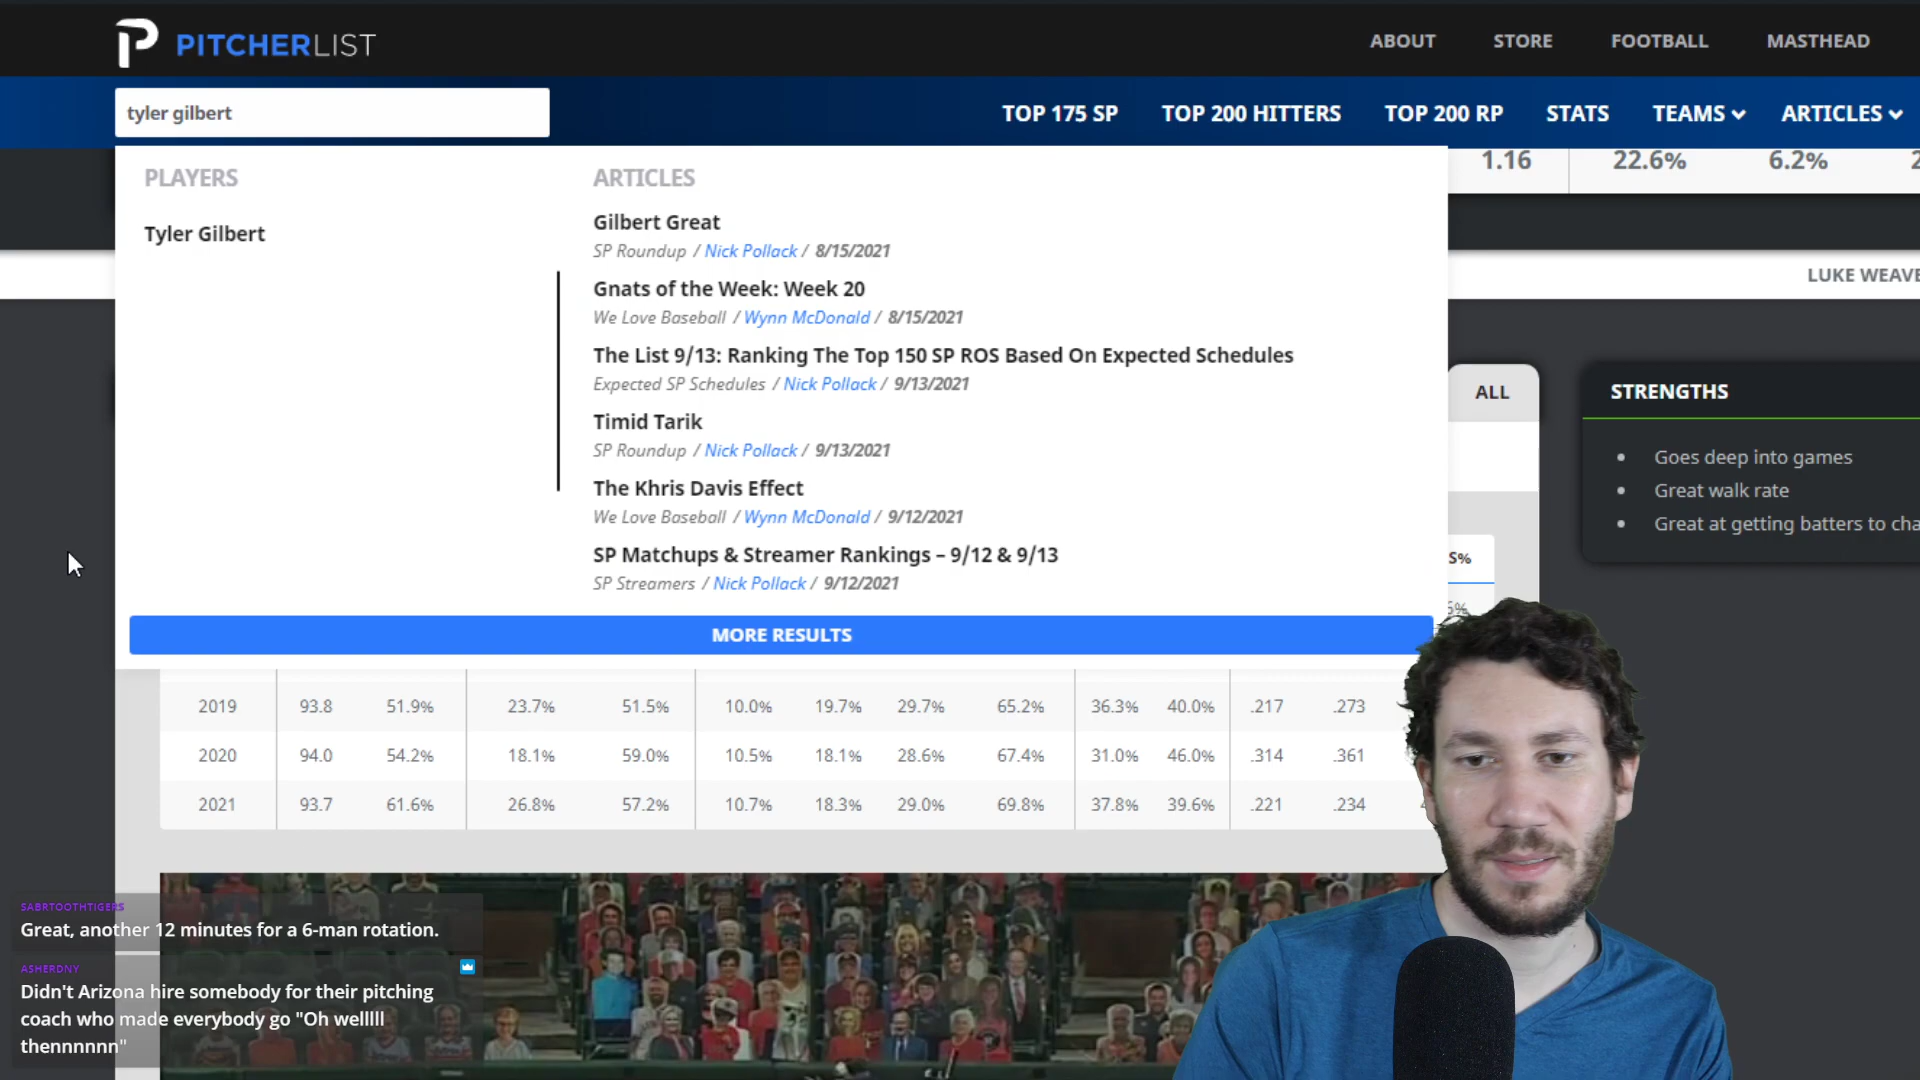 PITCHERLIST
ABOUT STORE FOOTBALL MASTHEAD
tyler gilbert
TOP 175 SP TOP 200 HITTERS TOP 200 RP STATS TEAMS ARTICLES
1.16 22.6% 6.2% 2
PLAYERS
Tyler Gilbert
ARTICLES
Gilbert Great
SP Roundup / Nick Pollack / 8/15/2021
Gnats of the Week: Week 20
We Love Baseball / Wynn McDonald / 8/15/2021
The List 9/13: Ranking The Top 150 SP ROS Based On Expected Schedules
Expected SP Schedules / Nick Pollack / 9/13/2021
Timid Tarik
SP Roundup / Nick Pollack / 9/13/2021
The Khris Davis Effect
We Love Baseball / Wynn McDonald / 9/12/2021
SP Matchups & Streamer Rankings – 9/12 & 9/13
SP Streamers / Nick Pollack / 9/12/2021
MORE RESULTS
LUKE WEAVE
ALL
S%
STRENGTHS
• Goes deep into games
• Great walk rate
• Great at getting batters to cha
2019 93.8 51.9% 23.7% 51.5% 10.0% 19.7% 29.7% 65.2% 36.3% 40.0% .217 .273
2020 94.0 54.2% 18.1% 59.0% 10.5% 18.1% 28.6% 67.4% 31.0% 46.0% .314 .361
2021 93.7 61.6% 26.8% 57.2% 10.7% 18.3% 29.0% 69.8% 37.8% 39.6% .221 .234
SABRTOOTHTIGERS
Great, another 12 minutes for a 6-man rotation.
ASHERDNY
Didn't Arizona hire somebody for their pitching
coach who made everybody go "Oh welllll
thennnnnn"